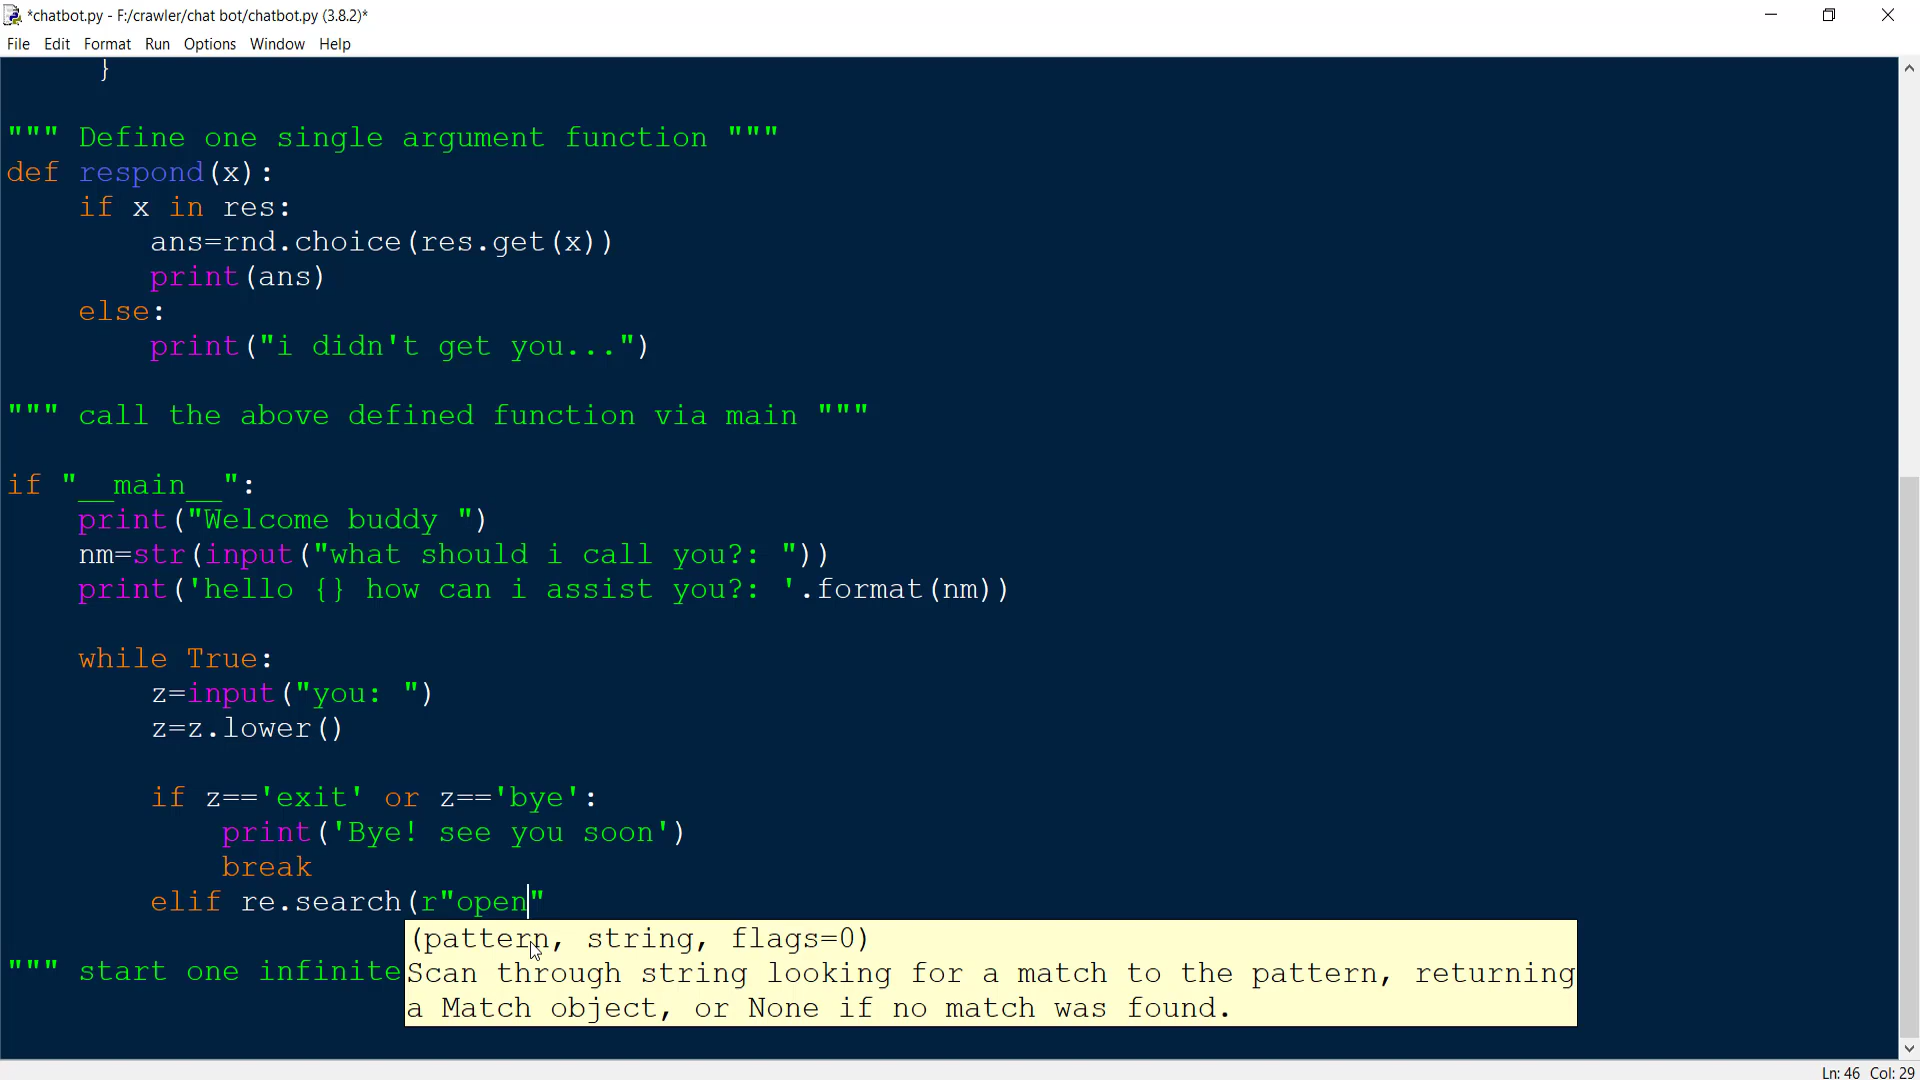 *chatbot.py - F:/crawler/chat bot/chatbot.py (3.8.2)*
File Edit Format Run Options Window Help
}
""" Define one single argument function """
def respond(x):
if x in res:
ans=rnd.choice(res.get(x))
print(ans)
else:
print("i didn't get you...")
""" call the above defined function via main """
if "__main__":
print("Welcome buddy ")
nm=str(input("what should i call you?: "))
print('hello {} how can i assist you?: '.format(nm))
while True:
z=input("you: ")
z=z.lower()
if z=='exit' or z=='bye':
print('Bye! see you soon')
break
elif re.search(r"open"
(pattern, string, flags=0)
""" start one infinite
Scan through string looking for a match to the pattern, returning
a Match object, or None if no match was found.
Ln: 46 Col: 29